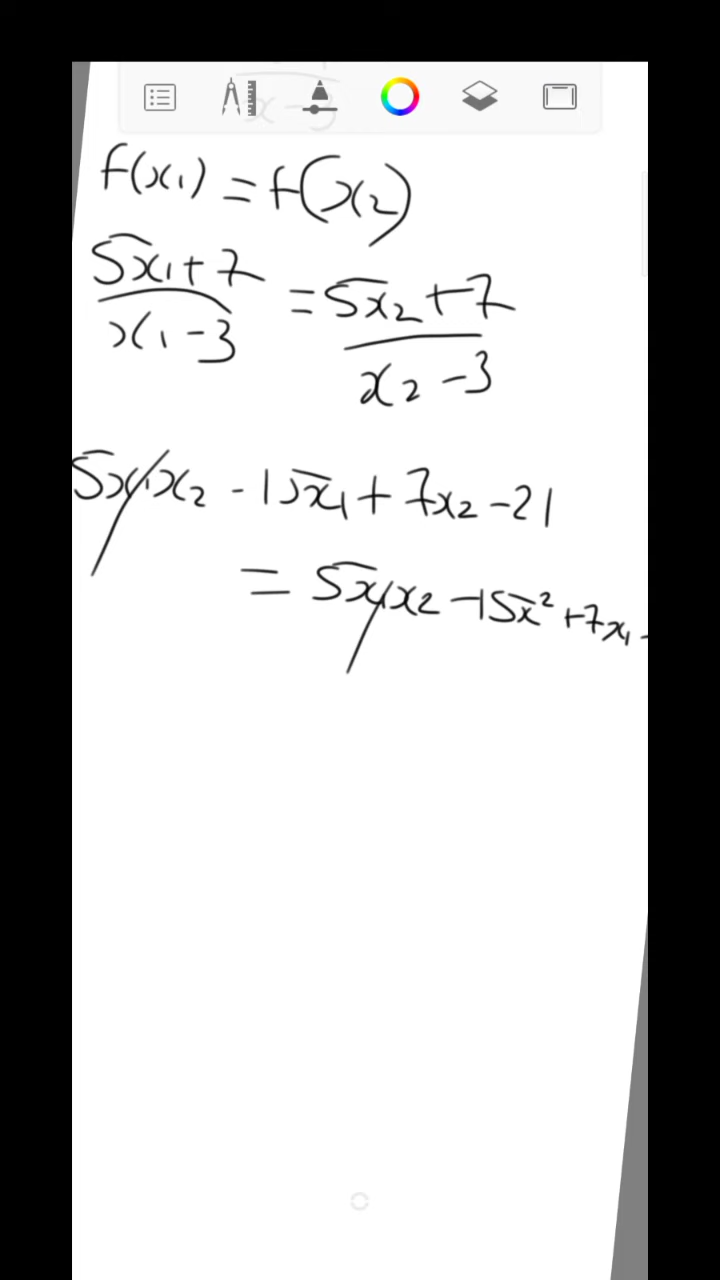 f(x₁) = f(x₂)
5x₁+7 / x₁-3 = 5x₂+7 / x₂-3
5x₁x₂ -15x₁ + 7x₂ -21
= 5x₁x₂ -15x² +7x₁ -